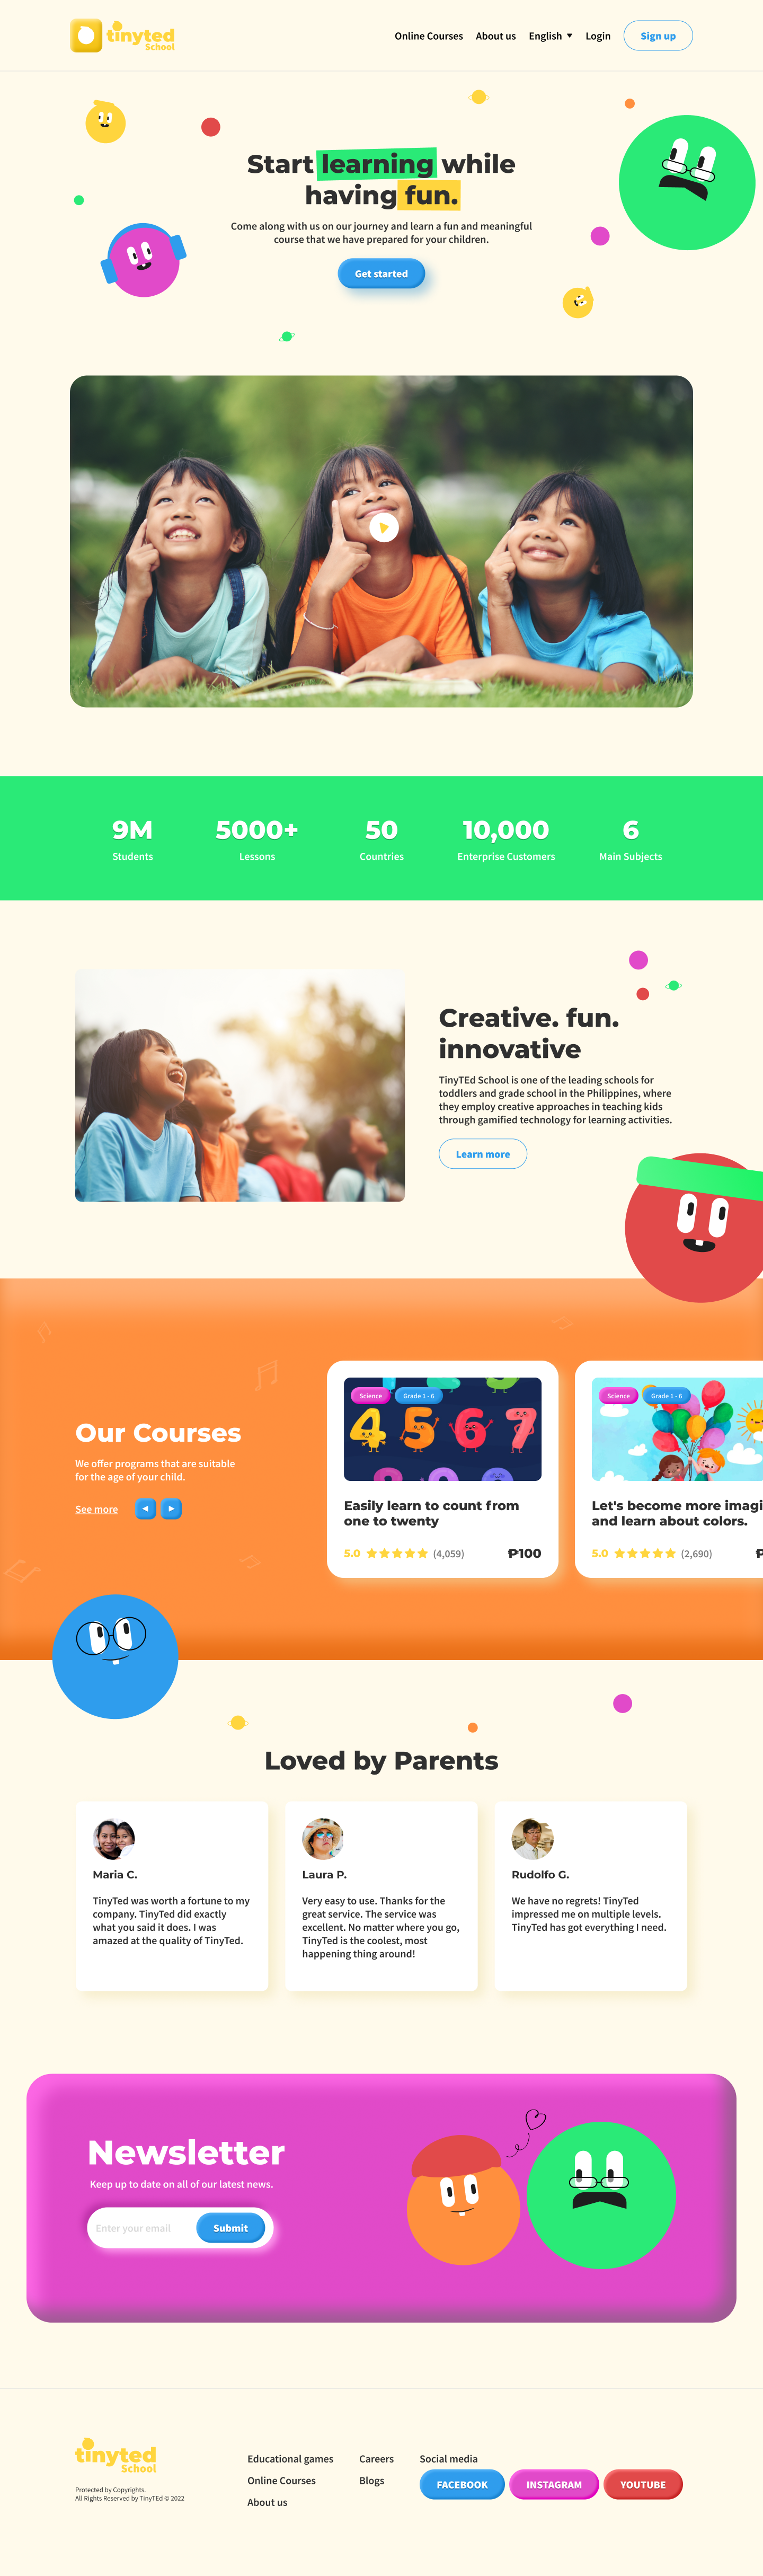 tinyted
School
Online Courses
About us
English
Login
Sign up
Start learning while
having fun.
Come along with us on our journey and learn a fun and meaningful
course that we have prepared for your children.
Get started
9M
Students
5000+
Lessons
50
Countries
10,000
Enterprise Customers
6
Main Subjects
Creative. fun.
innovative
TinyTEd School is one of the leading schools for
toddlers and grade school in the Philippines, where
they employ creative approaches in teaching kids
through gamified technology for learning activities.
Learn more
Our Courses
We offer programs that are suitable
for the age of your child.
See more
Science
Grade 1 - 6
4 5 6 7
Easily learn to count from
one to twenty
5.0
(4,059)
₱100
Science
Grade 1 - 6
Let's become more imagi
and learn about colors.
5.0
(2,690)
Loved by Parents
Maria C.
TinyTed was worth a fortune to my
company. TinyTed did exactly
what you said it does. I was
amazed at the quality of TinyTed.
Laura P.
Very easy to use. Thanks for the
great service. The service was
excellent. No matter where you go,
TinyTed is the coolest, most
happening thing around!
Rudolfo G.
We have no regrets! TinyTed
impressed me on multiple levels.
TinyTed has got everything I need.
Newsletter
Keep up to date on all of our latest news.
Enter your email
Submit
tinyted
School
Protected by Copyrights.
All Rights Reserved by TinyTEd © 2022
Educational games
Online Courses
About us
Careers
Blogs
Social media
FACEBOOK
INSTAGRAM
YOUTUBE